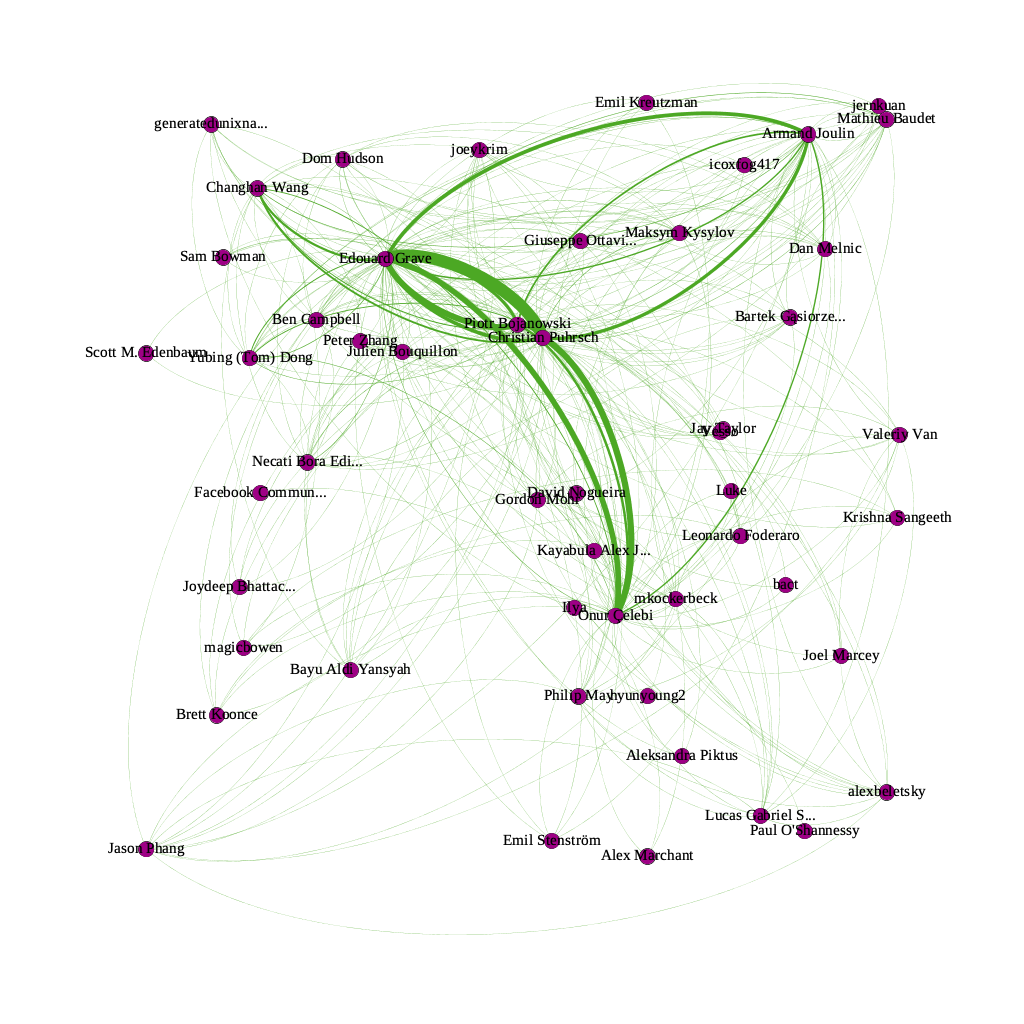 Emil Kreutzman
jernkuan
Mathieu Baudet
generatedunixna...
Armand Joulin
joeykrim
Dom Hudson
icoxfog417
Changhan Wang
Maksym Kysylov
Giuseppe Ottavi...
Dan Melnic
Sam Bowman
Edouard Grave
Bartek Gasiorze...
Ben Campbell
Piotr Bojanowski
Christian Puhrsch
Peter Zhang
Julien Bouquillon
Scott M. Edenbaum
Yubing (Tom) Dong
Jay Taylor
Valeriy Van
Necati Bora Edi...
Facebook Commun...
David Nogueira
Gordon Mohr
Luke
Krishna Sangeeth
Leonardo Foderaro
Kayabula Alex J...
Joydeep Bhattac...
bact
mkockerbeck
Ilya
Onur Çelebi
magicbowen
Joel Marcey
Bayu Aldi Yansyah
Philip May
hyunyoung2
Brett Koonce
Aleksandra Piktus
alexbeletsky
Lucas Gabriel S...
Paul O'Shannessy
Emil Stenström
Jason Phang
Alex Marchant